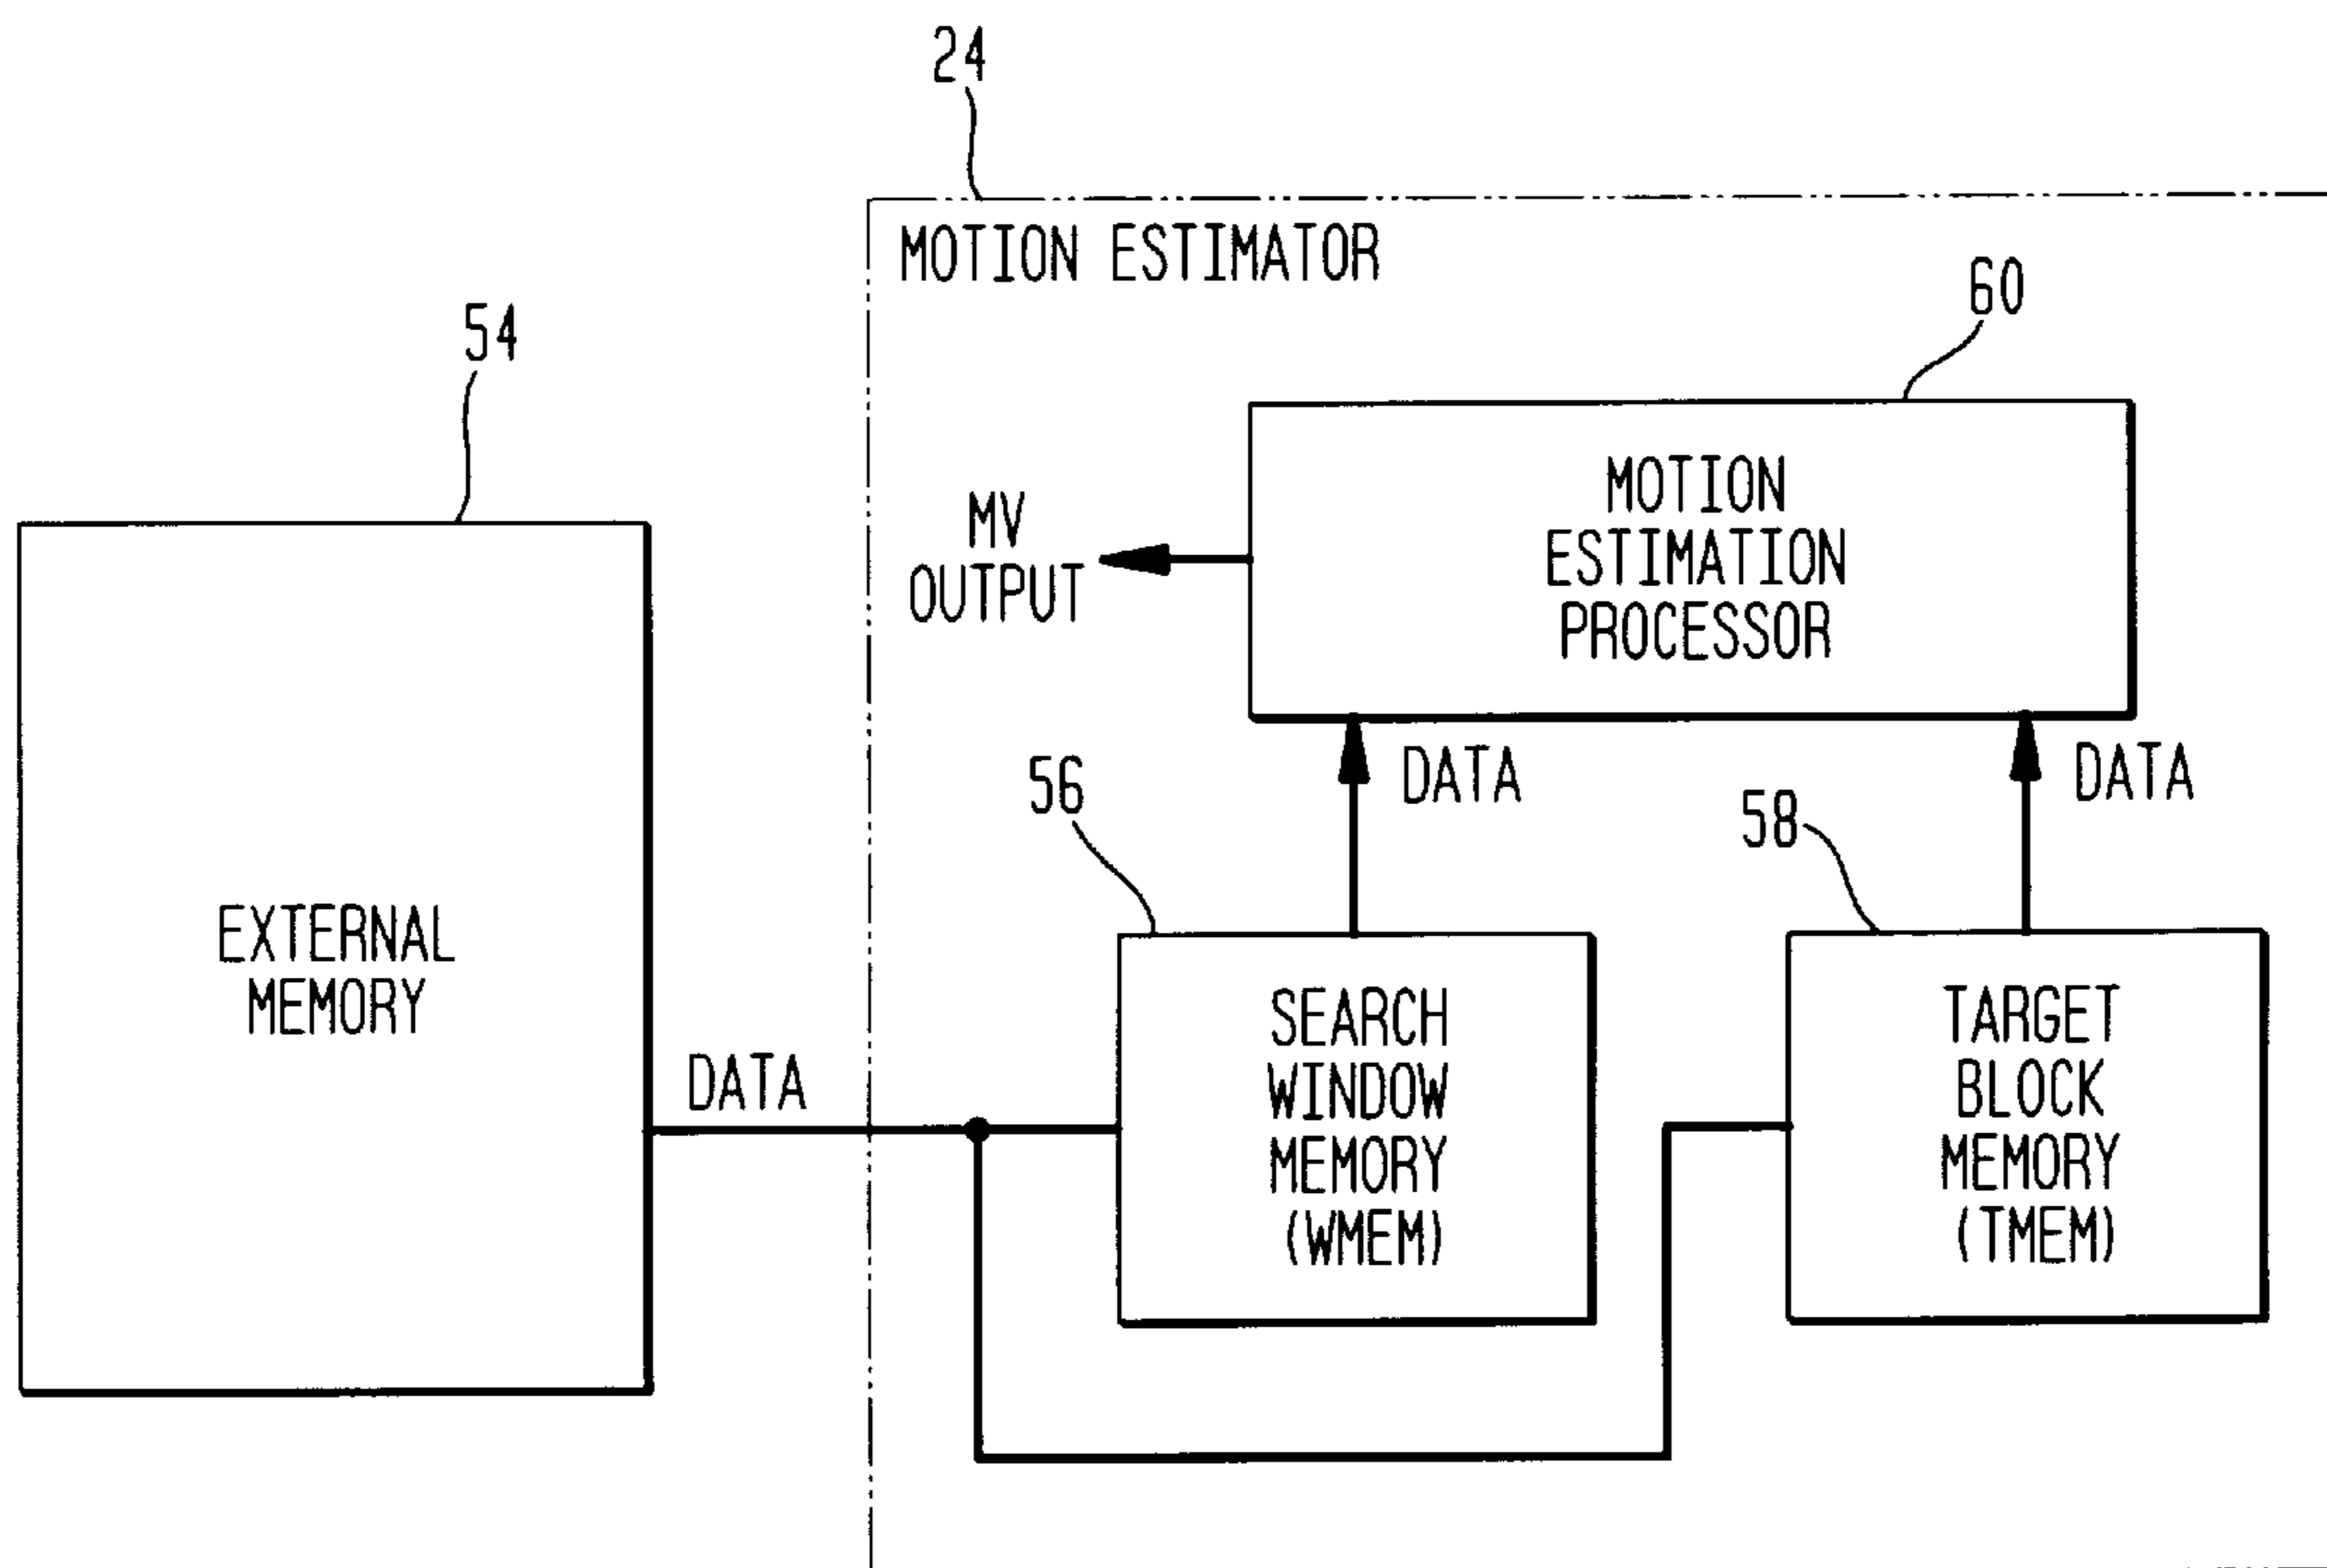 24
MOTION ESTIMATOR
60
54
MOTION
ESTIMATION
PROCESSOR
MV
OUTPUT
56
DATA
58
DATA
EXTERNAL
MEMORY
DATA
SEARCH
WINDOW
MEMORY
(WMEM)
TARGET
BLOCK
MEMORY
(TMEM)